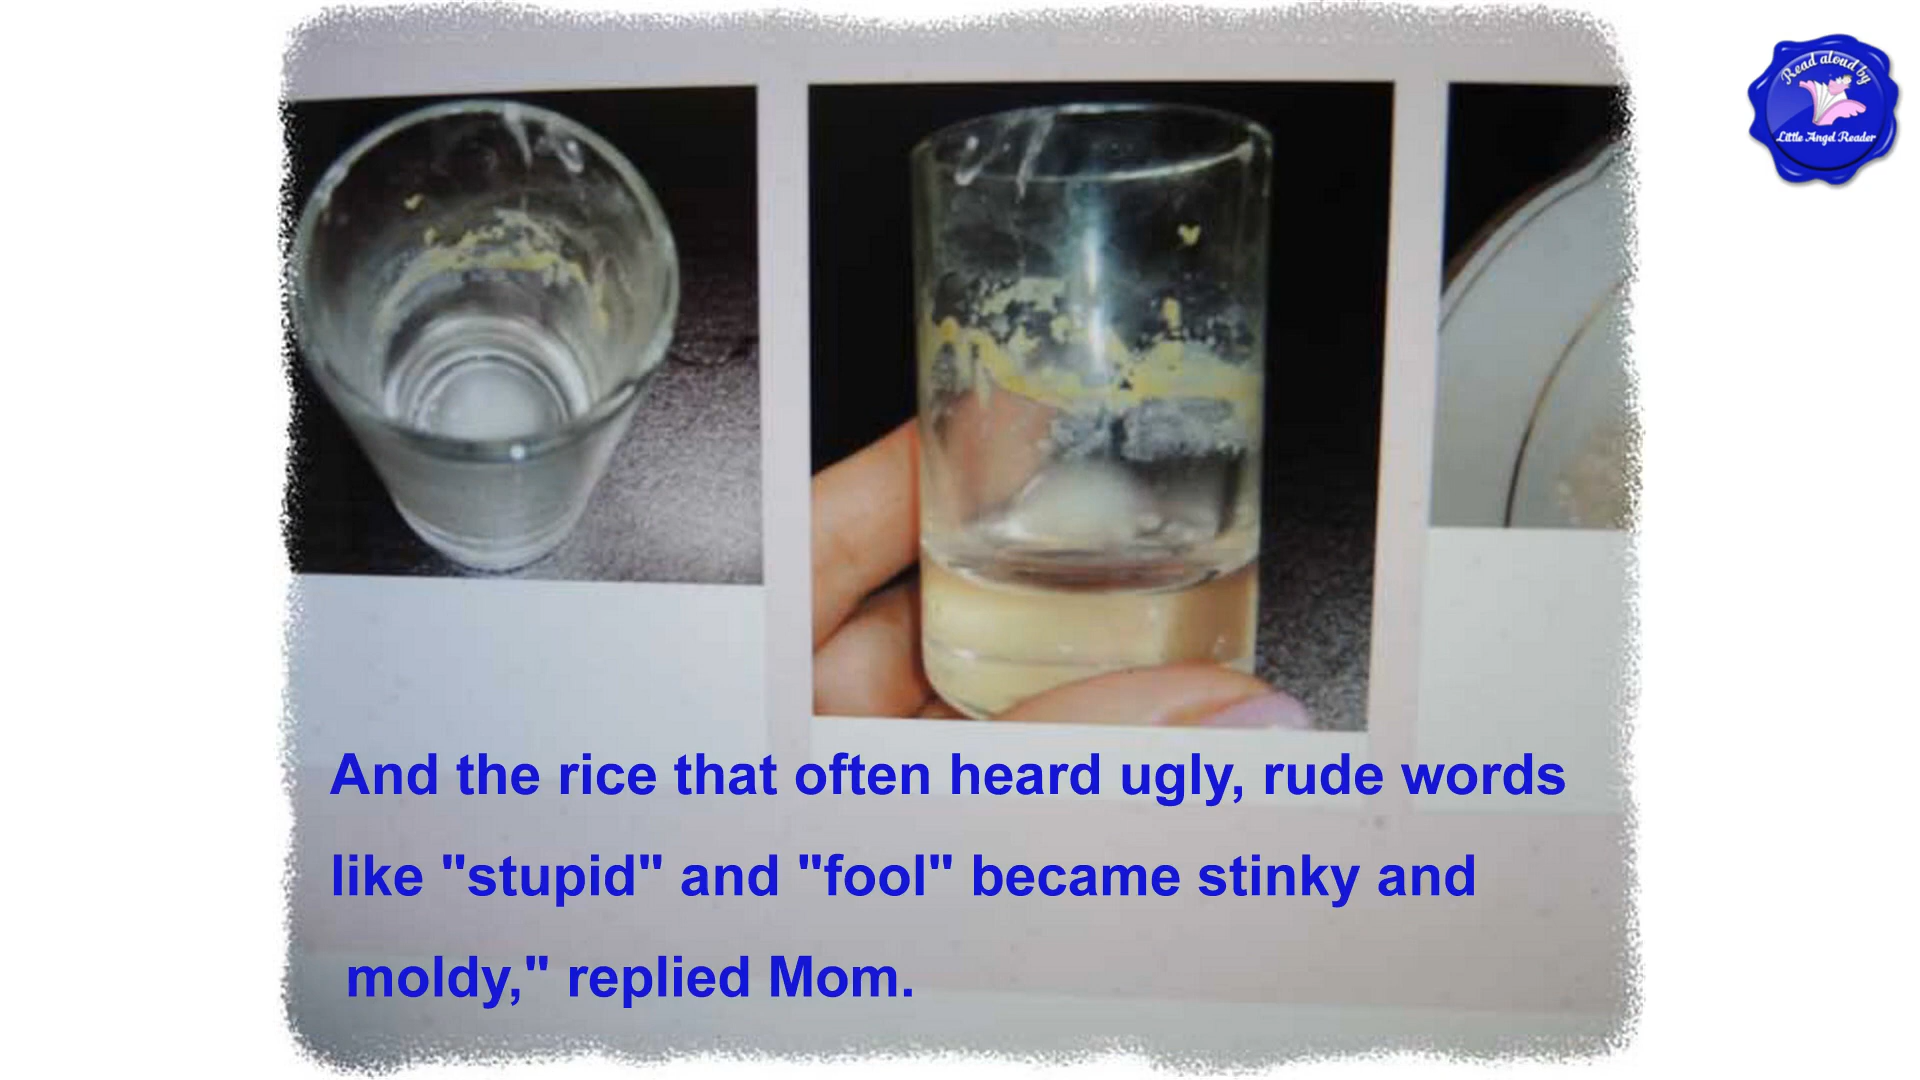 Read aloud by
Little Angel Reader
And the rice that often heard ugly, rude words
like "stupid" and "fool" became stinky and
moldy," replied Mom.